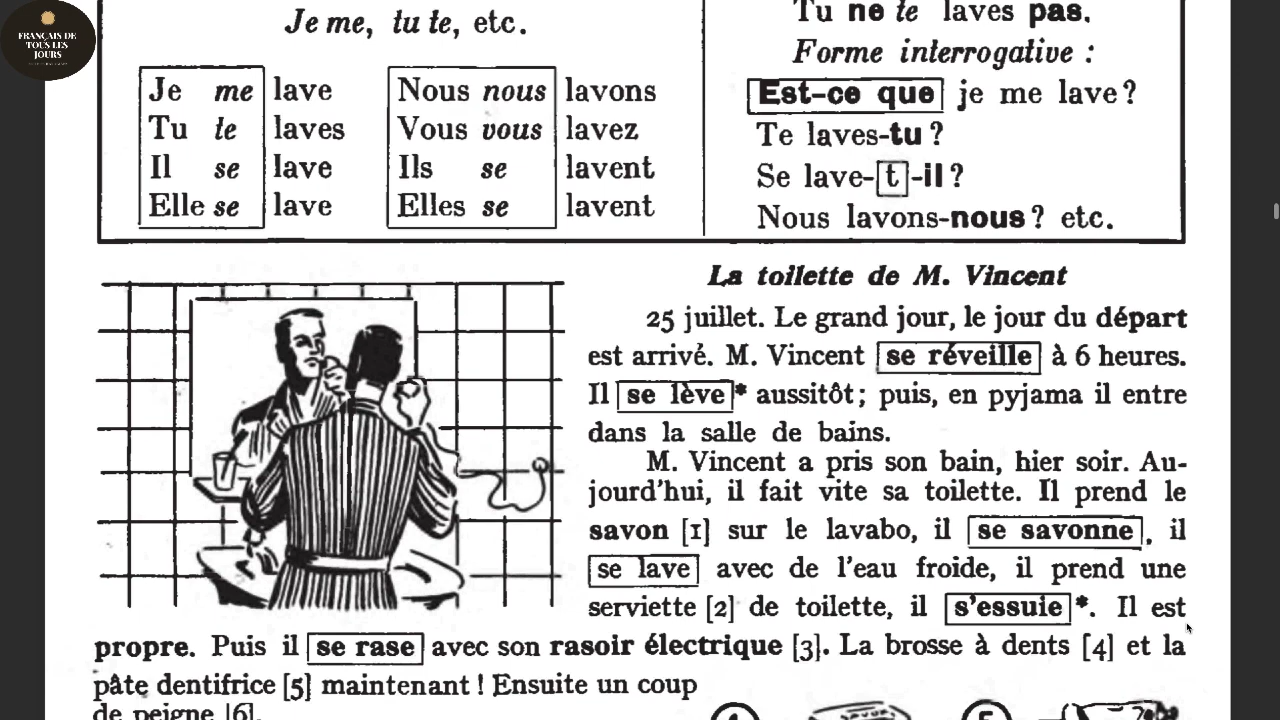 FRANÇAIS DE
TOUS LES
JOURS
Je me, tu te, etc.
Je me lave
Tu te laves
Il se lave
Elle se lave
Nous nous lavons
Vous vous lavez
Ils se lavent
Elles se lavent
Tu ne te laves pas.
Forme interrogative :
Est-ce que je me lave ?
Te laves-tu ?
Se lave-t-il ?
Nous lavons-nous ? etc.
La toilette de M. Vincent
25 juillet. Le grand jour, le jour du départ
est arrivé. M. Vincent se réveille à 6 heures.
Il se lève* aussitôt ; puis, en pyjama il entre
dans la salle de bains.
M. Vincent a pris son bain, hier soir. Au-
jourd'hui, il fait vite sa toilette. Il prend le
savon [1] sur le lavabo, il se savonne, il
se lave avec de l'eau froide, il prend une
serviette [2] de toilette, il s'essuie*. Il est
propre. Puis il se rase avec son rasoir électrique [3]. La brosse à dents [4] et la
pâte dentifrice [5] maintenant ! Ensuite un coup
de peigne [6].